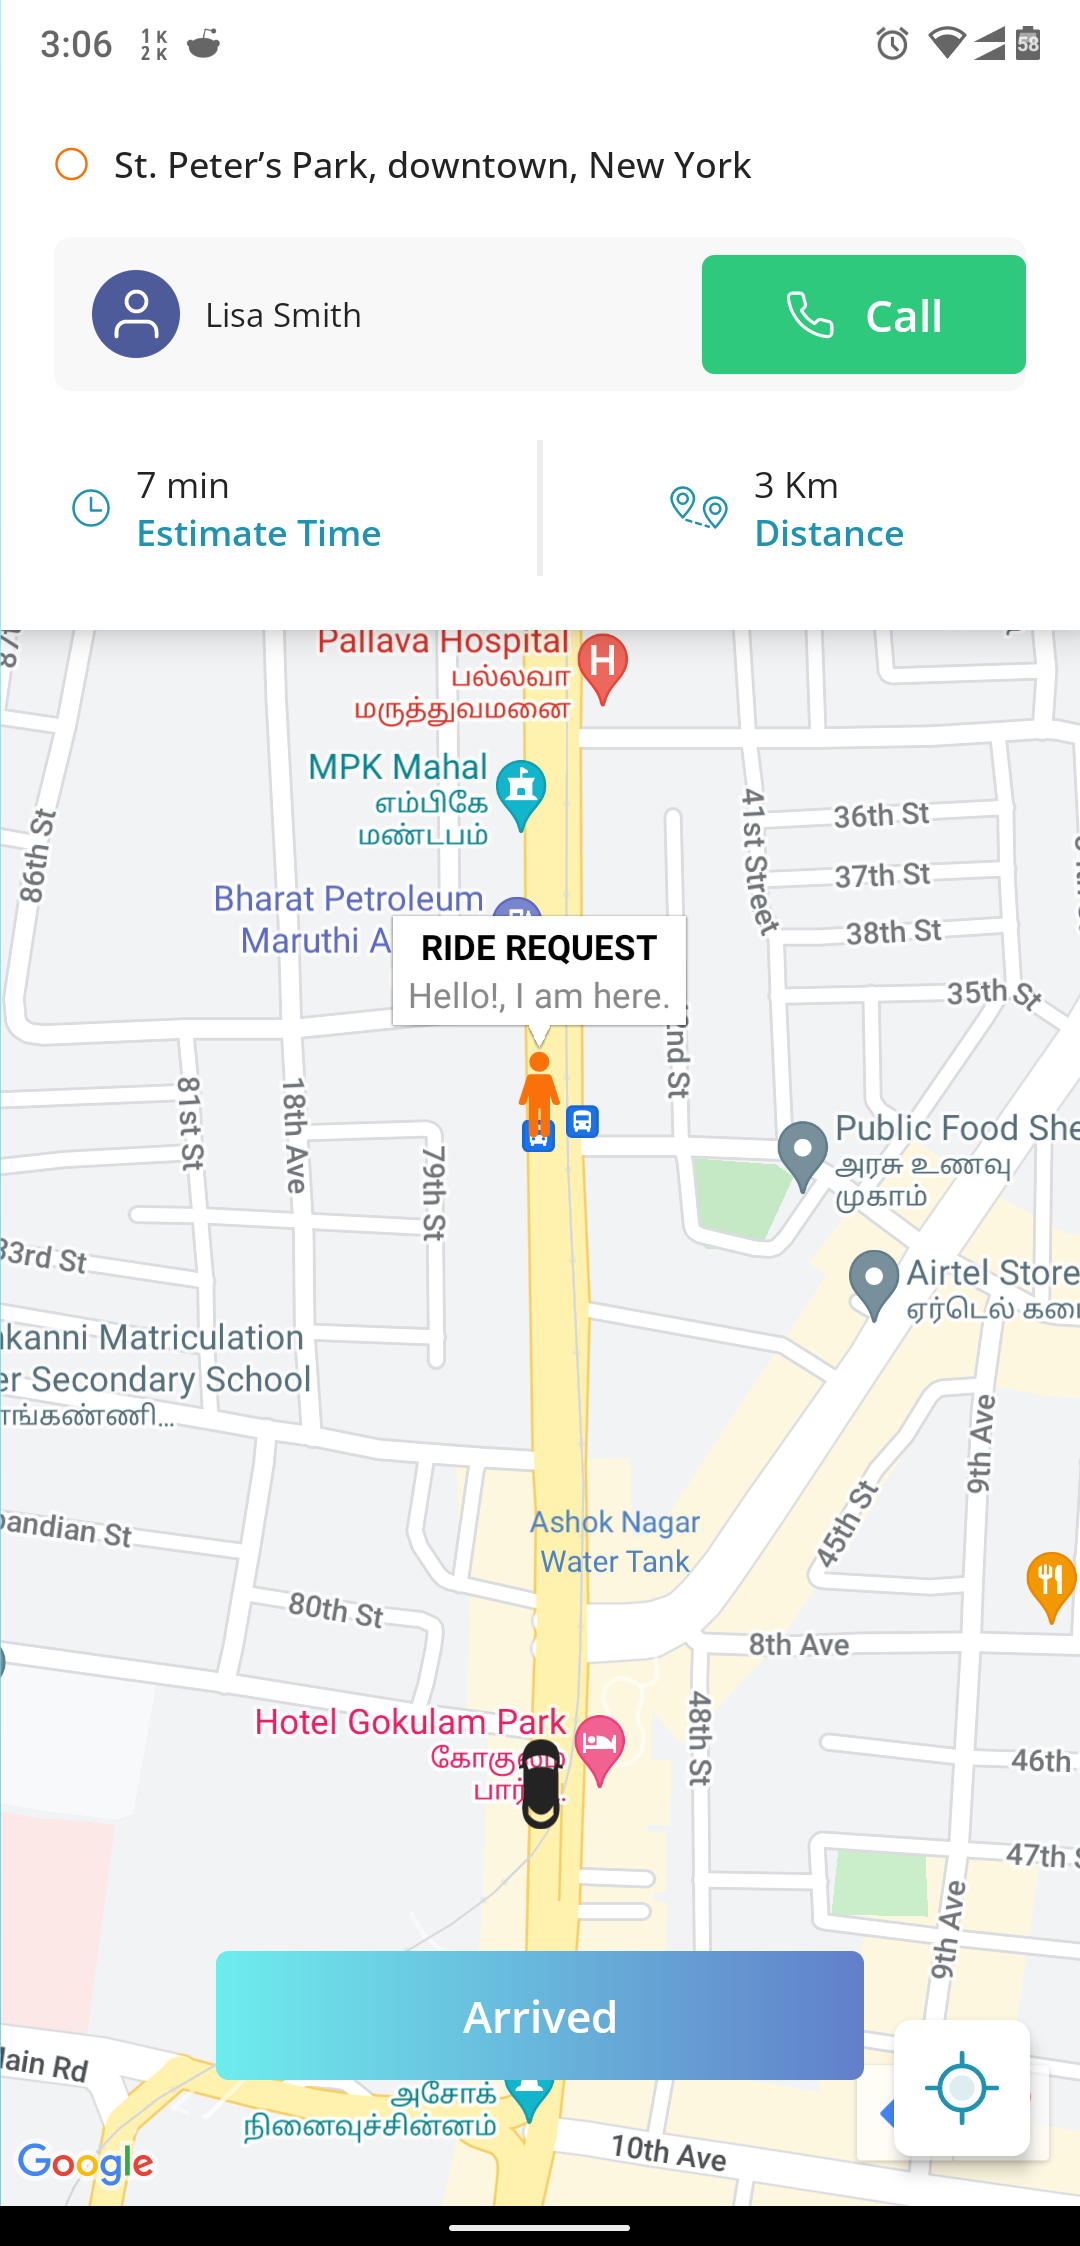 3:06
1 K
2 K
58
St. Peter’s Park, downtown, New York
Lisa Smith
Call
7 min
Estimate Time
3 Km
Distance
Pallava Hospital
பல்லவா
மருத்துவமனை
H
MPK Mahal
எம்பிகே
மண்டபம்
86th St
41st Street
36th St
37th St
38th St
Bharat Petroleum
Maruthi A
RIDE REQUEST
Hello!, I am here.
35th St
2nd St
81st St
18th Ave
79th St
Public Food She
அரசு உணவு
முகாம்
33rd St
Airtel Store
ஏர்டெல் கடை
kanni Matriculation
er Secondary School
ங்கண்ணி...
9th Ave
45th St
pandian St
Ashok Nagar
Water Tank
80th St
8th Ave
Hotel Gokulam Park
48th St
46th
47th S
9th Ave
Arrived
Main Rd
அசோக்
நினைவுச்சின்னம்
10th Ave
Google